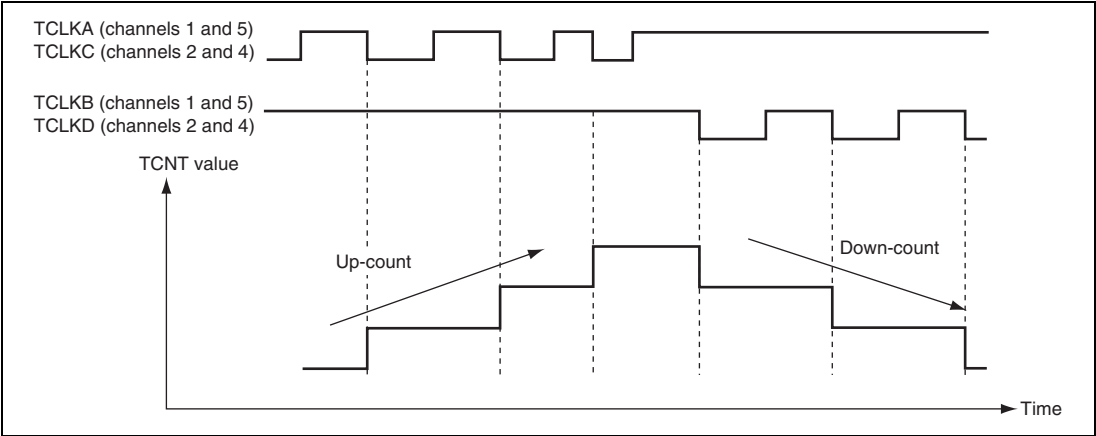 TCLKA (channels 1 and 5)
TCLKC (channels 2 and 4)
TCLKB (channels 1 and 5)
TCLKD (channels 2 and 4)
TCNT value
Up-count
Down-count
Time